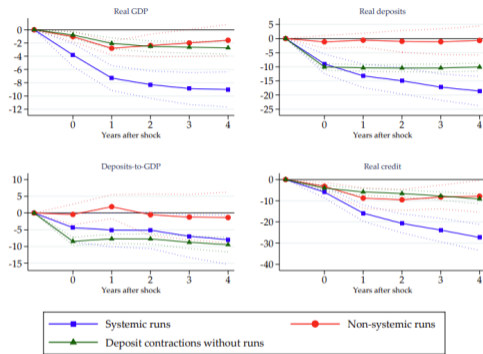 Real GDP
0
-2
-4
-6
-8
-10
-12
0 1 2 3 4
Years after shock
Real deposits
5
0
-5
-10
-15
-20
-25
0 1 2 3 4
Years after shock
Deposits-to-GDP
10
5
0
-5
-10
-15
0 1 2 3 4
Years after shock
Real credit
0
-10
-20
-30
-40
0 1 2 3 4
Years after shock
Systemic runs
Non-systemic runs
Deposit contractions without runs